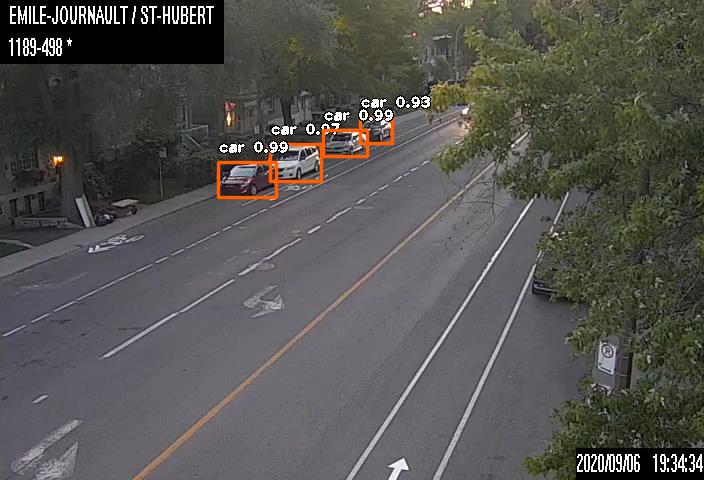 EMILE-JOURNAULT / ST-HUBERT
1189-498 *
car 0.93
car 0.99
car 0.97
car 0.99
P
2020/09/06 19:34:34